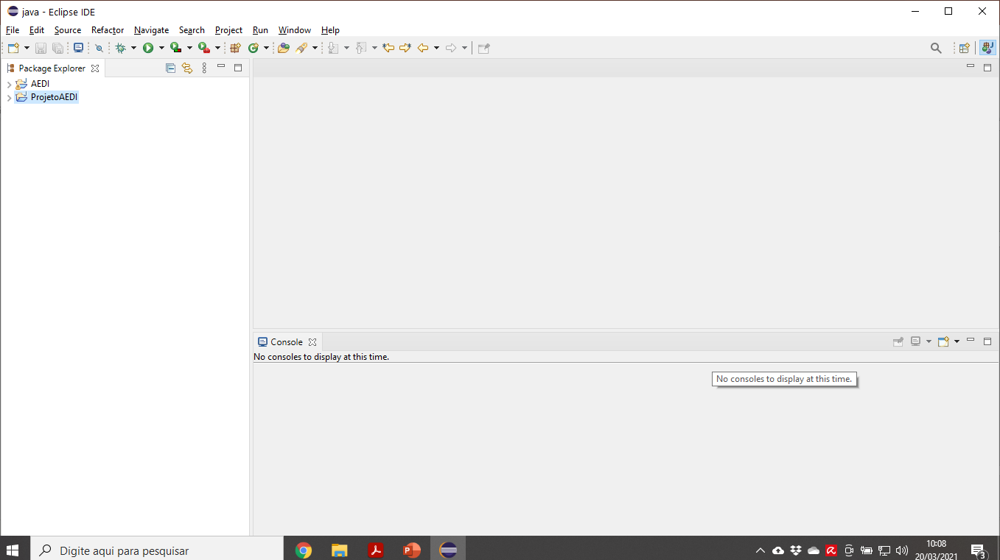 java - Eclipse IDE
File Edit Source Refactor Navigate Search Project Run Window Help
Package Explorer
AEDI
ProjetoAEDI
Console
No consoles to display at this time.
No consoles to display at this time.
Digite aqui para pesquisar
10:08
20/03/2021
3